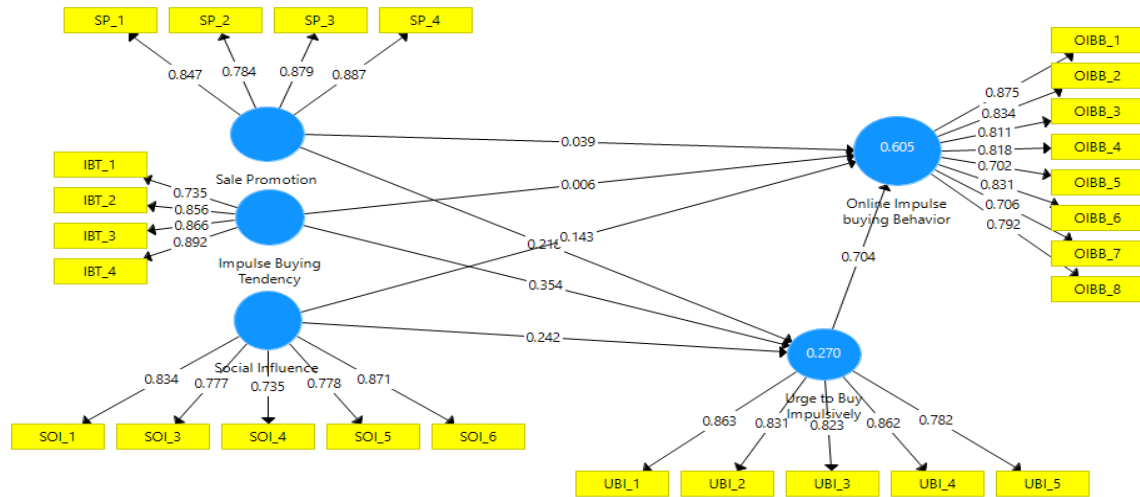 SP_1
SP_2
SP_3
SP_4
0.847
0.784
0.879
0.887
Sale Promotion
IBT_1
IBT_2
IBT_3
IBT_4
0.735
0.856
0.866
0.892
Impulse Buying
Tendency
Social Influence
0.834
0.777
0.735
0.778
0.871
SOI_1
SOI_3
SOI_4
SOI_5
SOI_6
0.039
0.006
0.143
0.354
0.242
0.704
0.605
Online Impulse
buying Behavior
0.875
0.834
0.811
0.818
0.702
0.831
0.706
0.792
OIBB_1
OIBB_2
OIBB_3
OIBB_4
OIBB_5
OIBB_6
OIBB_7
OIBB_8
0.270
Urge to Buy
Impulsively
0.863
0.831
0.823
0.862
0.782
UBI_1
UBI_2
UBI_3
UBI_4
UBI_5